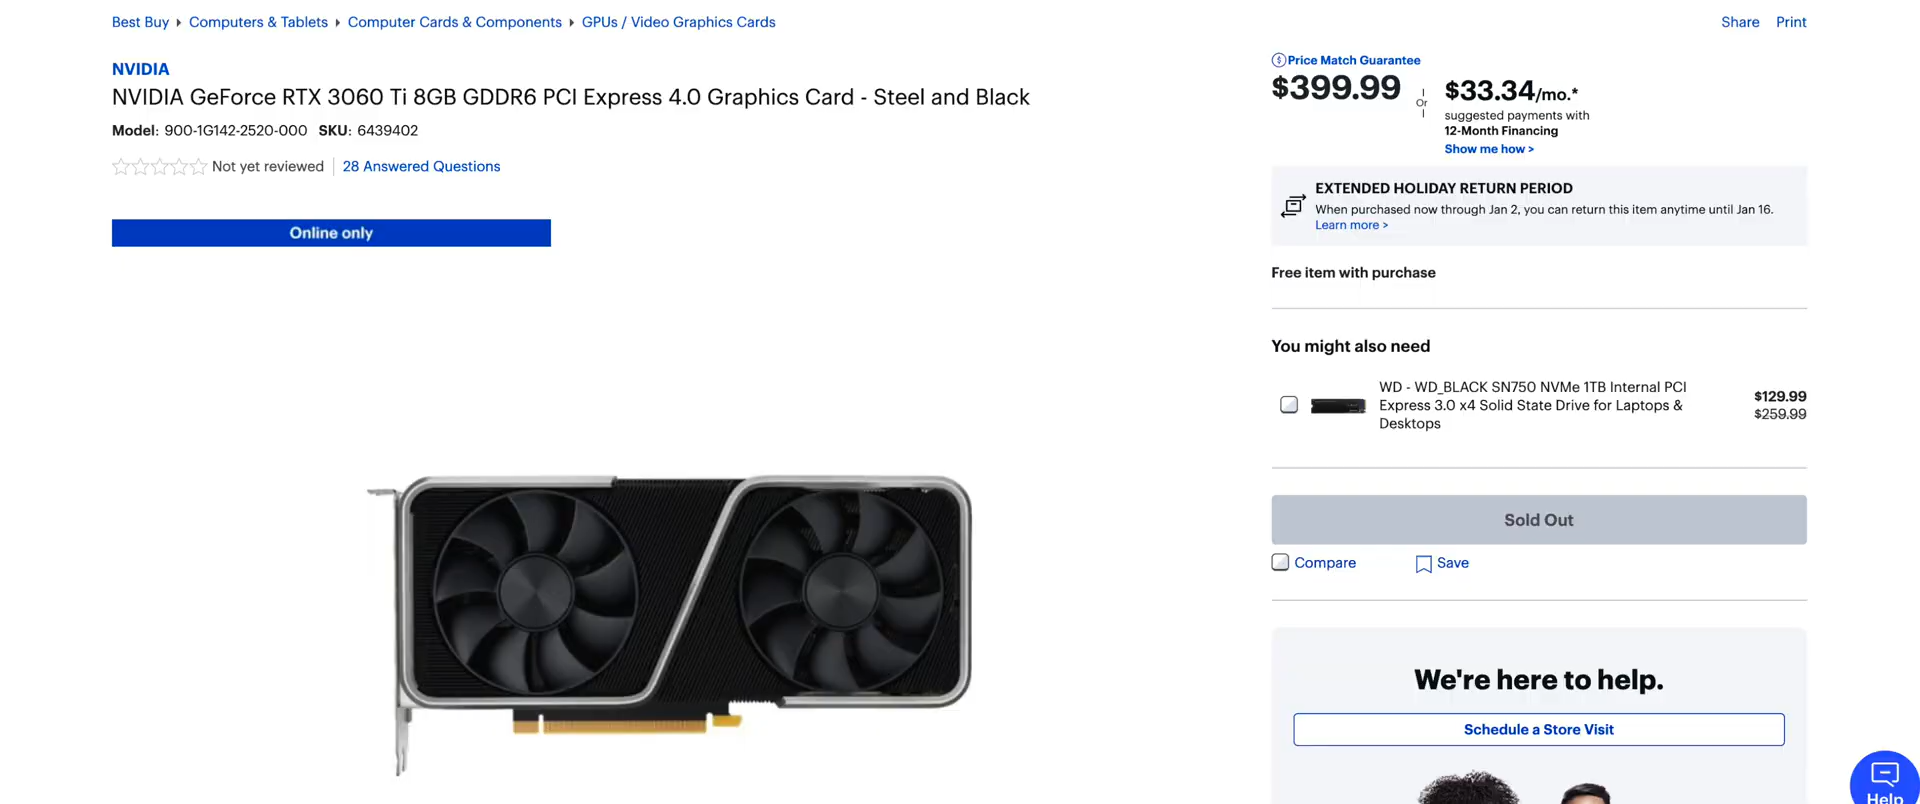 Best Buy Computers & Tablets Computer Cards & Components GPUs / Video Graphics Cards
Share Print
NVIDIA
NVIDIA GeForce RTX 3060 Ti 8GB GDDR6 PCI Express 4.0 Graphics Card - Steel and Black
Model: 900-1G142-2520-000 SKU: 6439402
Not yet reviewed 28 Answered Questions
Online only
Price Match Guarantee
$399.99
Or
$33.34/mo.*
suggested payments with
12-Month Financing
Show me how >
EXTENDED HOLIDAY RETURN PERIOD
When purchased now through Jan 2, you can return this item anytime until Jan 16.
Learn more >
Free item with purchase
You might also need
WD - WD_BLACK SN750 NVMe 1TB Internal PCI
Express 3.0 x4 Solid State Drive for Laptops &
Desktops
$129.99
$259.99
Sold Out
Compare Save
We're here to help.
Schedule a Store Visit
Help